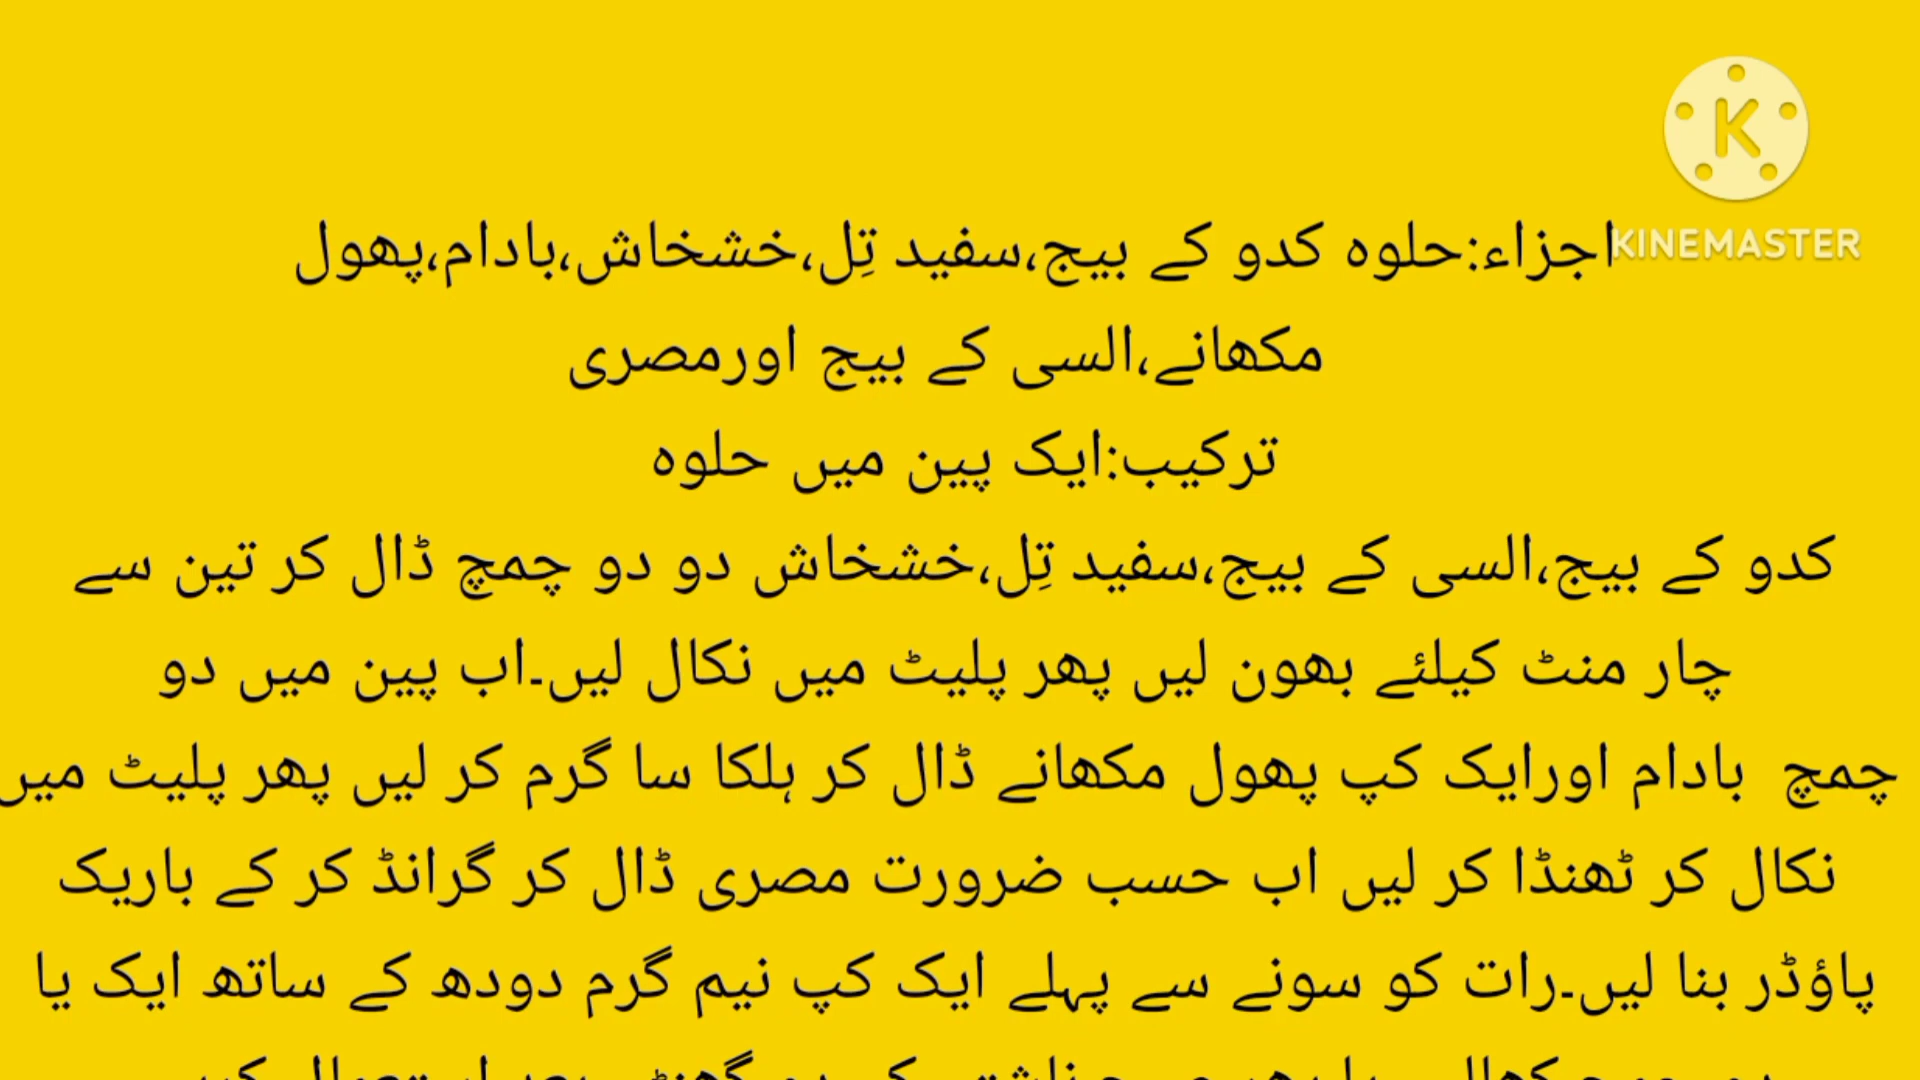 KINEMASTER
اجزاء:حلوہ کدو کے بیج،سفید تِل،خشخاش،بادام،پھول
مکھانے،السی کے بیج اورمصری
ترکیب:ایک پین میں حلوہ
کدو کے بیج،السی کے بیج،سفید تِل،خشخاش دو دو چمچ ڈال کر تین سے
چار منٹ کیلئے بھون لیں پھر پلیٹ میں نکال لیں۔اب پین میں دو
چمچ بادام اورایک کپ پھول مکھانے ڈال کر ہلکا سا گرم کر لیں پھر پلیٹ میں
نکال کر ٹھنڈا کر لیں اب حسب ضرورت مصری ڈال کر گرانڈ کر کے باریک
پاؤڈر بنا لیں۔رات کو سونے سے پہلے ایک کپ نیم گرم دودھ کے ساتھ ایک یا